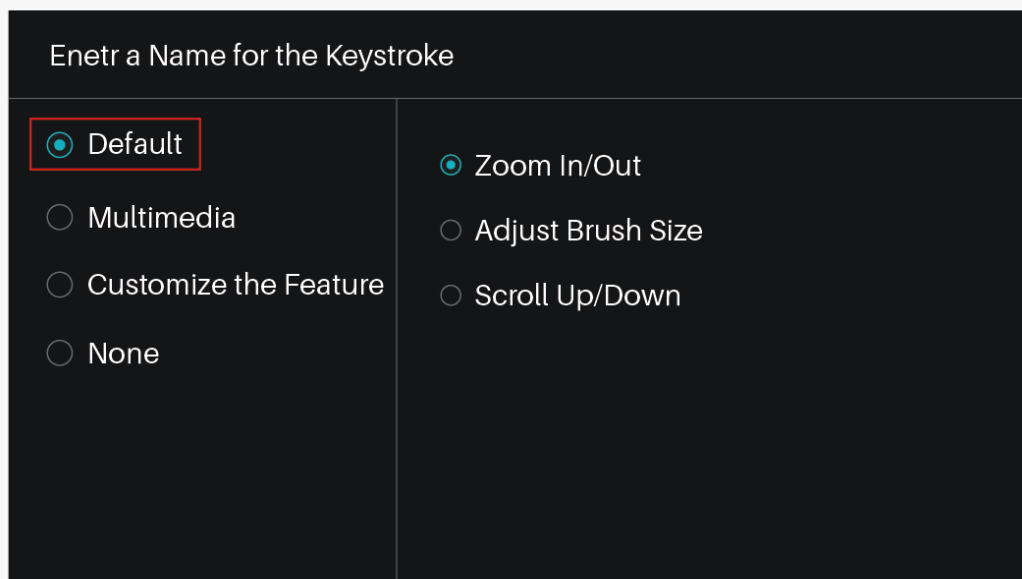 Enetr a Name for the Keystroke
Default
Multimedia
Customize the Feature
None
Zoom In/Out
Adjust Brush Size
Scroll Up/Down